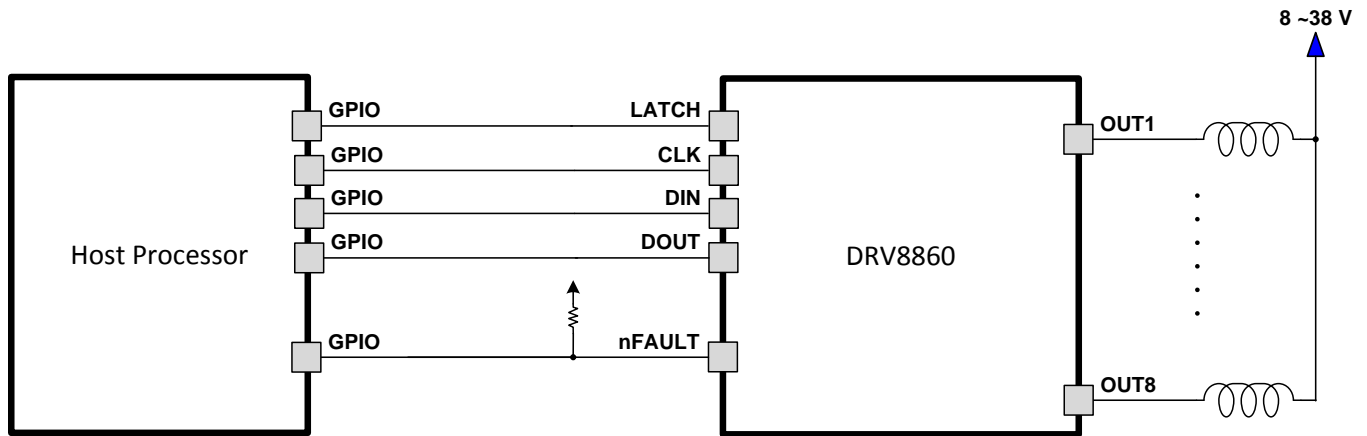 8 ~38 V
GPIO LATCH
OUT1
GPIO CLK
GPIO DIN
GPIO DOUT
Host Processor
DRV8860
GPIO nFAULT
OUT8